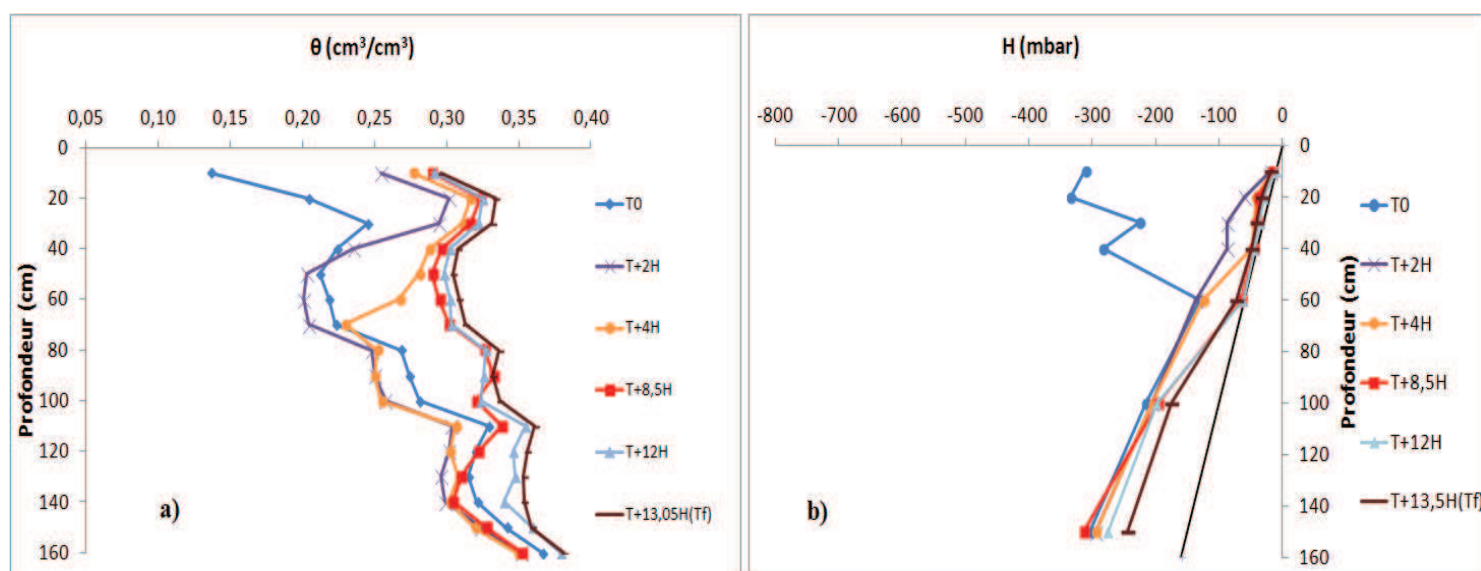 θ (cm³/cm³)
0,05 0,10 0,15 0,20 0,25 0,30 0,35 0,40
0
20
40
60
80
100
120
140
160
Profondeur (cm)
T0
T+2H
T+4H
T+8,5H
T+12H
T+13,05H(Tf)
a)
H (mbar)
-800 -700 -600 -500 -400 -300 -200 -100 0
0
20
40
60
80
100
120
140
160
Profondeur (cm)
T0
T+2H
T+4H
T+8,5H
T+12H
T+13,5H(Tf)
b)